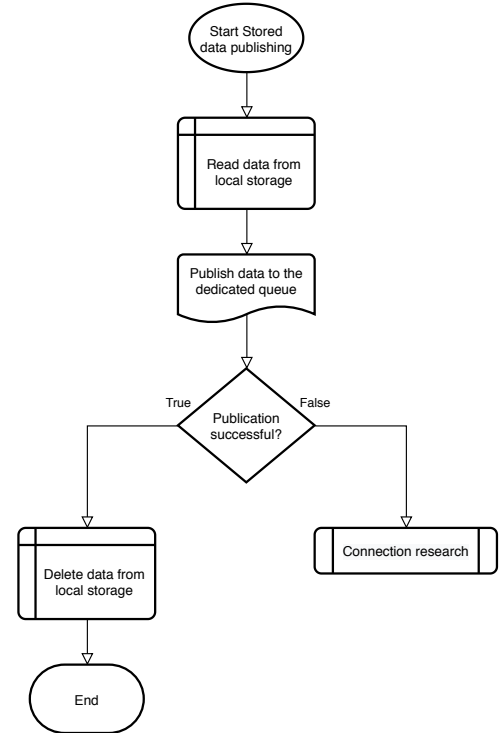 Start Stored
data publishing
Read data from
local storage
Publish data to the
dedicated queue
True
False
Publication
successful?
Delete data from
local storage
Connection research
End